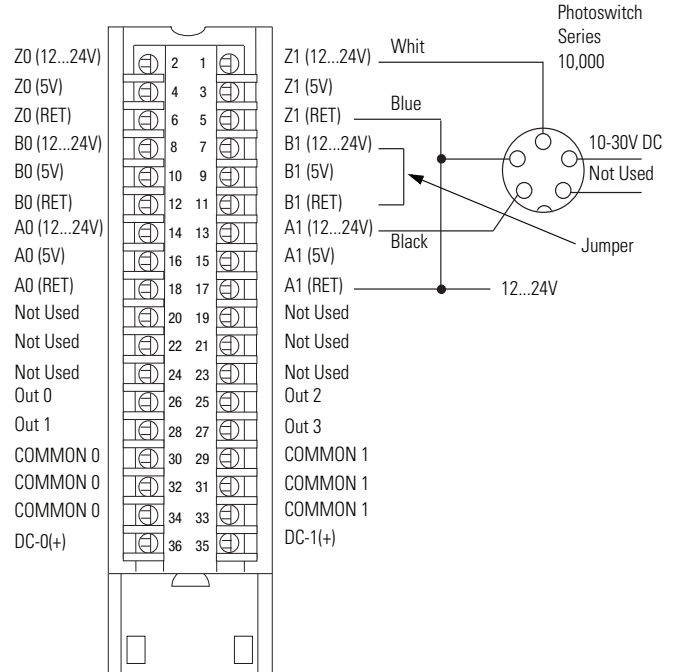 Photoswitch
Series
10,000
Z0 (12...24V) 2 1 Z1 (12...24V) Whit
Z0 (5V) 4 3 Z1 (5V)
Z0 (RET) 6 5 Z1 (RET) Blue
B0 (12...24V) 8 7 B1 (12...24V) 10-30V DC
B0 (5V) 10 9 B1 (5V) Not Used
B0 (RET) 12 11 B1 (RET)
A0 (12...24V) 14 13 A1 (12...24V) Black Jumper
A0 (5V) 16 15 A1 (5V)
A0 (RET) 18 17 A1 (RET) 12...24V
Not Used 20 19 Not Used
Not Used 22 21 Not Used
Not Used 24 23 Not Used
Out 0 26 25 Out 2
Out 1 28 27 Out 3
COMMON 0 30 29 COMMON 1
COMMON 0 32 31 COMMON 1
COMMON 0 34 33 COMMON 1
DC-0(+) 36 35 DC-1(+)